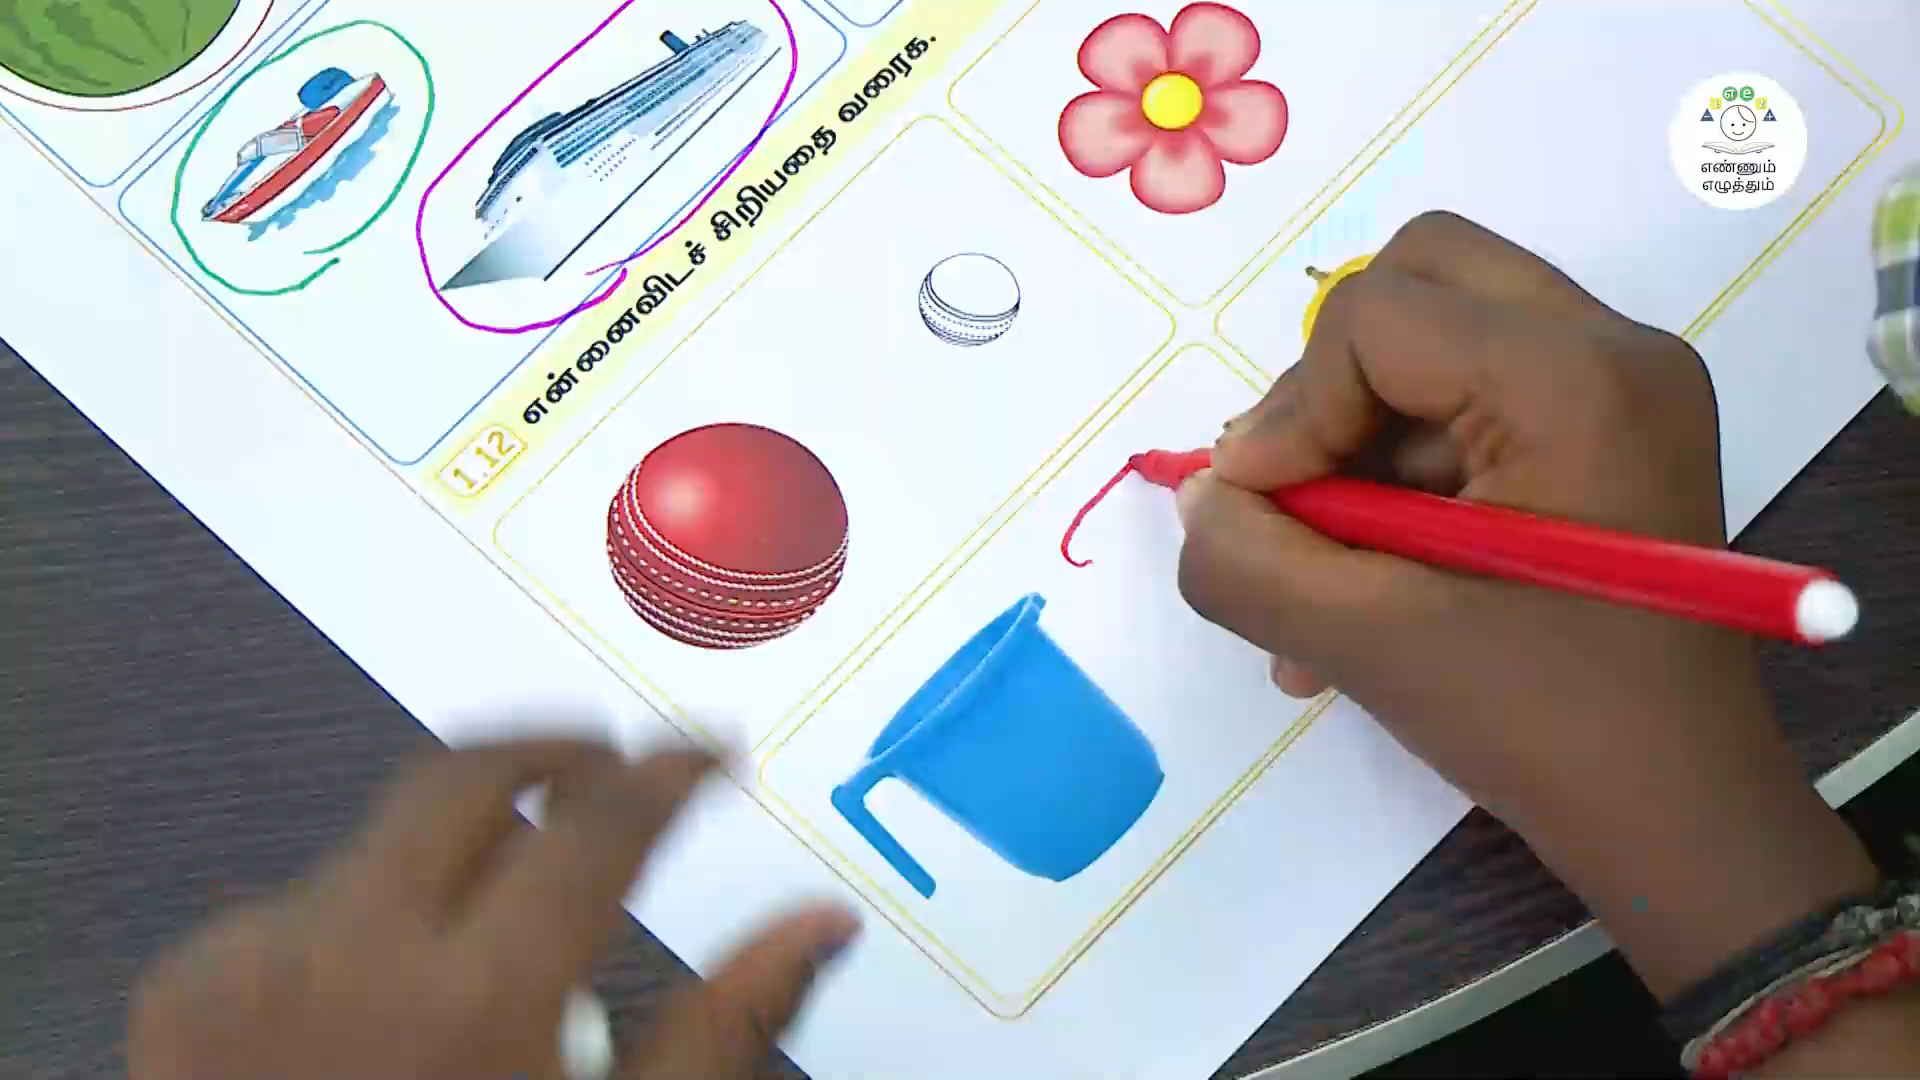 1.12 என்னைவிடச் சிறியதை வரைக.
எண்ணும்
எழுத்தும்